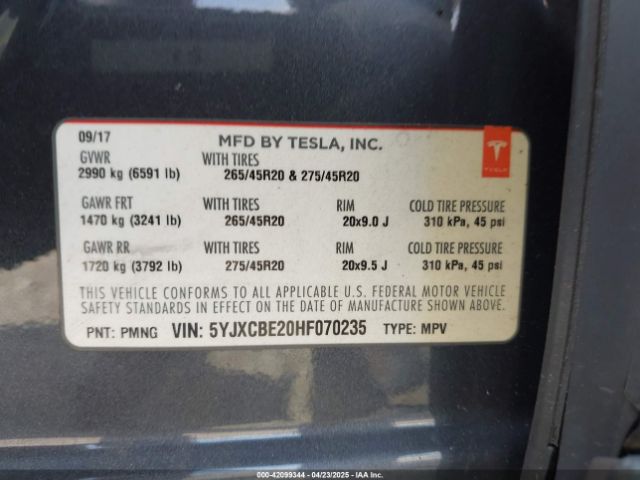 09/17 MFD BY TESLA, INC.
GVWR WITH TIRES
2990 kg (6591 lb) 265/45R20 & 275/45R20
TESLA
GAWR FRT WITH TIRES RIM COLD TIRE PRESSURE
1470 kg (3241 lb) 265/45R20 20x9.0 J 310 kPa, 45 psi
GAWR RR WITH TIRES RIM COLD TIRE PRESSURE
1720 kg (3792 lb) 275/45R20 20x9.5 J 310 kPa, 45 psi
THIS VEHICLE CONFORMS TO ALL APPLICABLE U.S. FEDERAL MOTOR VEHICLE
SAFETY STANDARDS IN EFFECT ON THE DATE OF MANUFACTURE SHOWN ABOVE.
PNT: PMNG VIN: 5YJXCBE20HF070235 TYPE: MPV
000-42099344 - 04/23/2025 - IAA Inc.